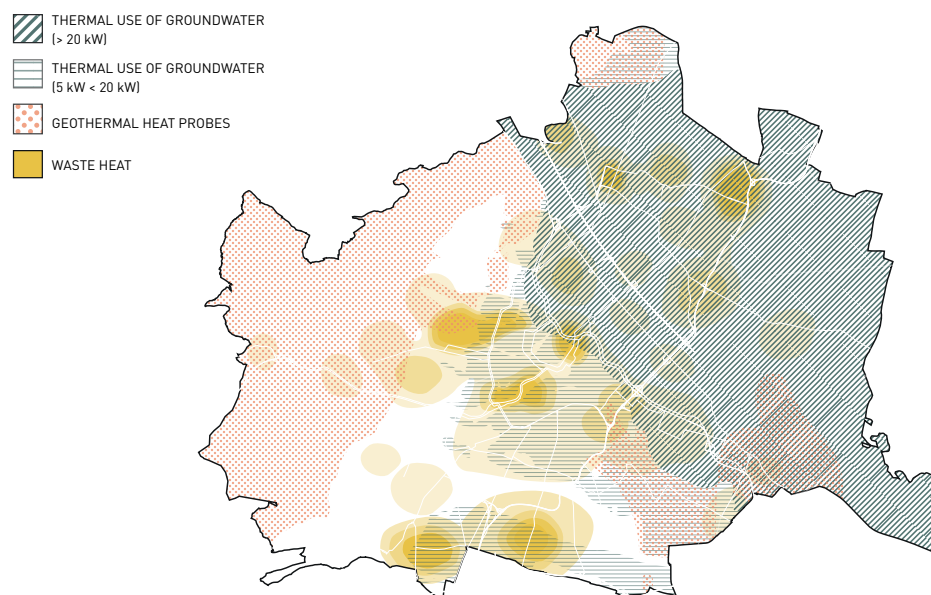 THERMAL USE OF GROUNDWATER
(> 20 kW)
THERMAL USE OF GROUNDWATER
(5 kW < 20 kW)
GEOTHERMAL HEAT PROBES
WASTE HEAT